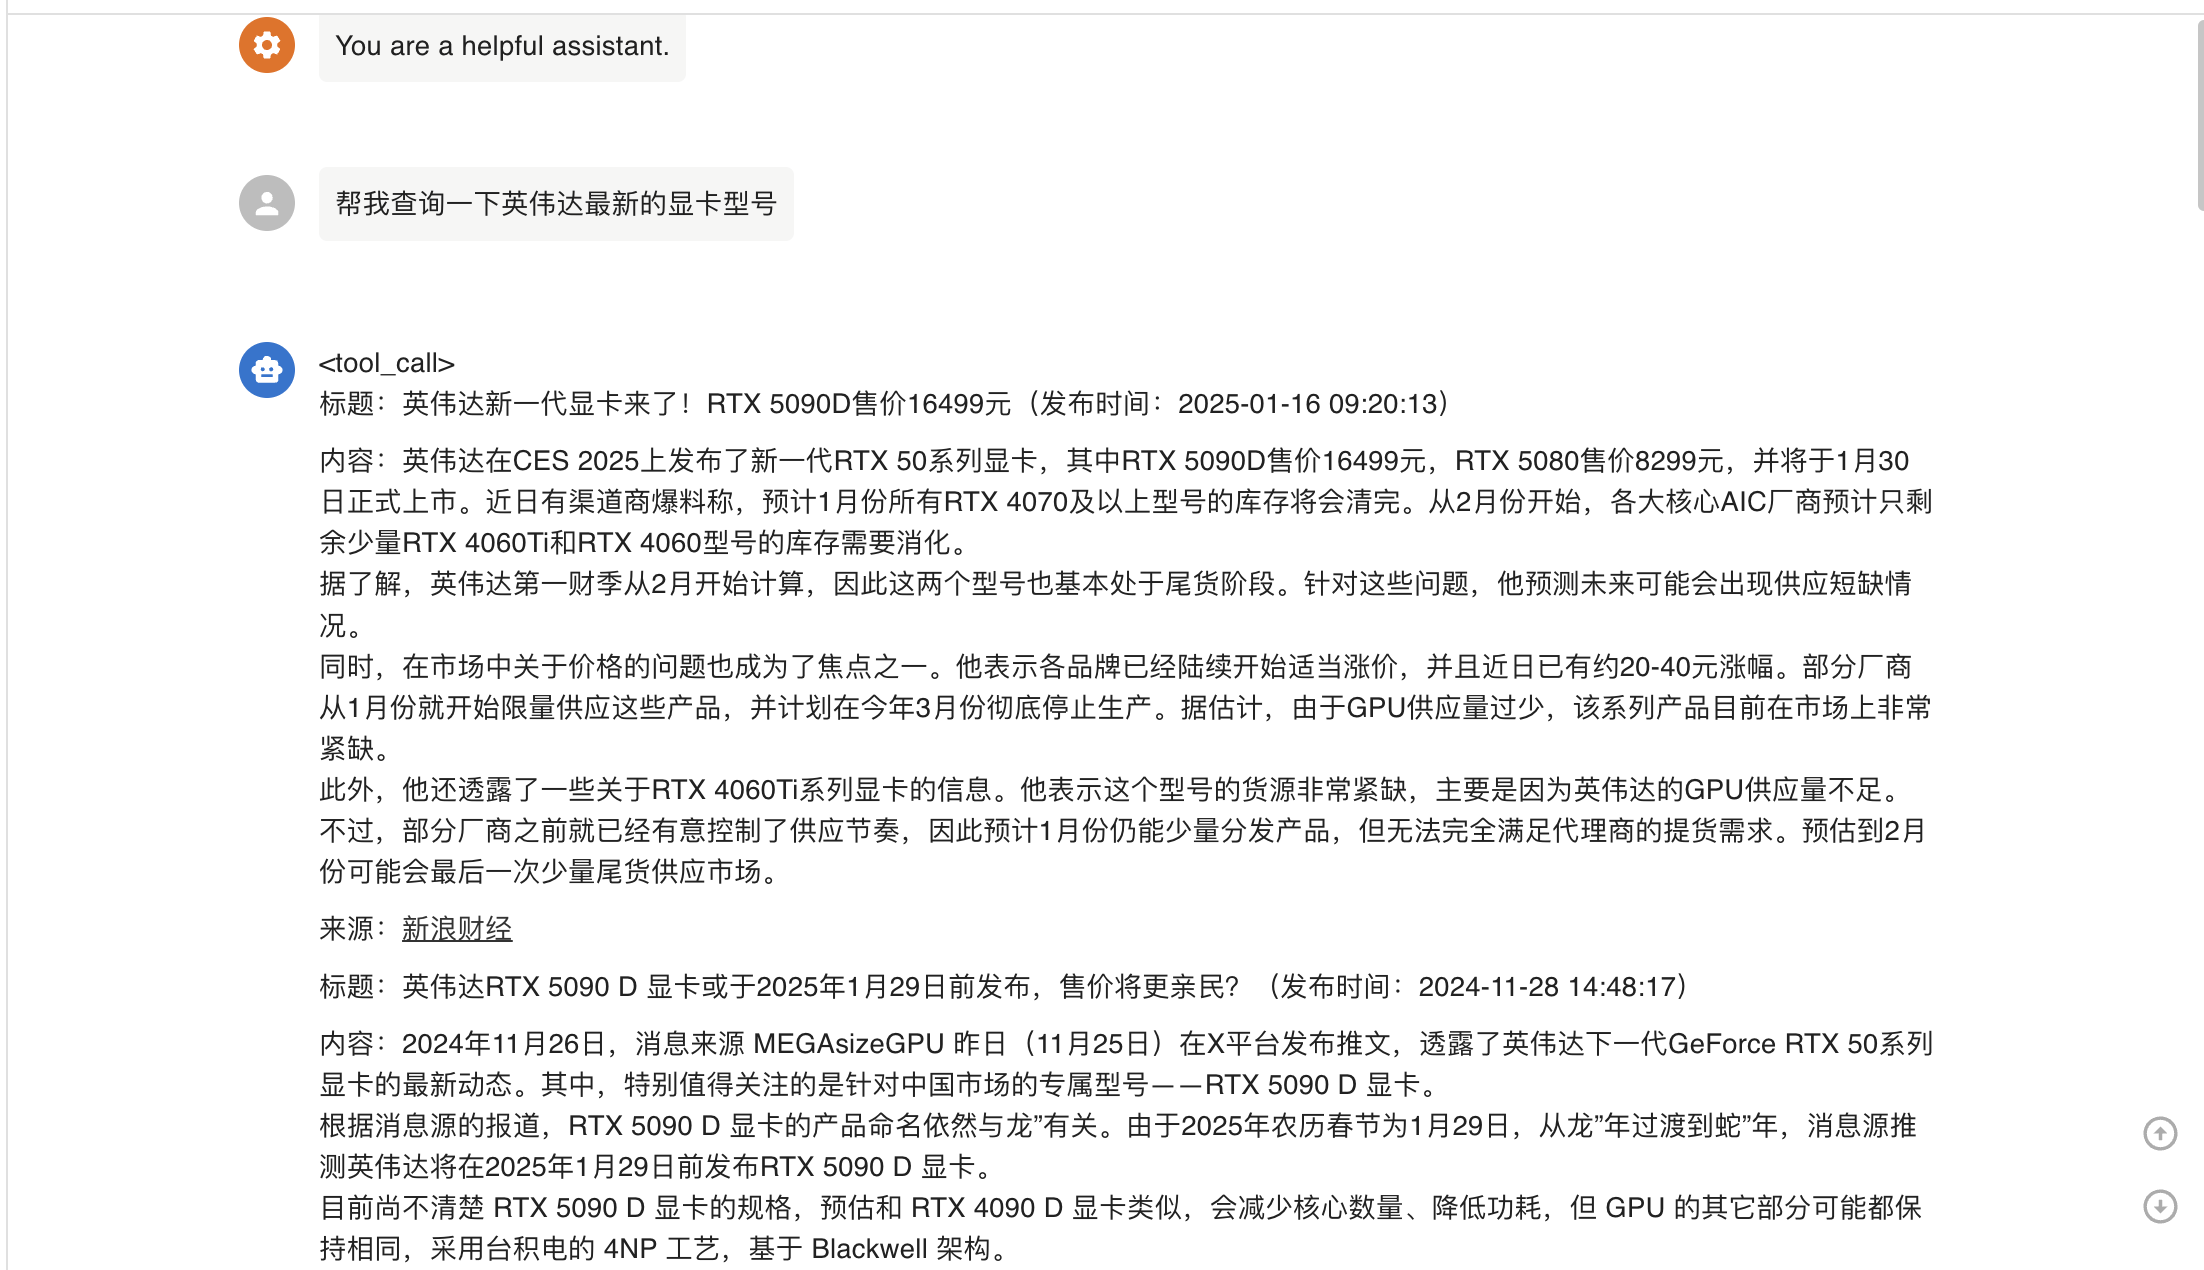 You are a helpful assistant.
帮我查询一下英伟达最新的显卡型号
<tool_call>
标题：英伟达新一代显卡来了！RTX 5090D售价16499元（发布时间：2025-01-16 09:20:13）
内容：英伟达在CES 2025上发布了新一代RTX 50系列显卡，其中RTX 5090D售价16499元，RTX 5080售价8299元，并将于1月30
日正式上市。近日有渠道商爆料称，预计1月份所有RTX 4070及以上型号的库存将会清完。从2月份开始，各大核心AIC厂商预计只剩
余少量RTX 4060Ti和RTX 4060型号的库存需要消化。
据了解，英伟达第一财季从2月开始计算，因此这两个型号也基本处于尾货阶段。针对这些问题，他预测未来可能会出现供应短缺情
况。
同时，在市场中关于价格的问题也成为了焦点之一。他表示各品牌已经陆续开始适当涨价，并且近日已有约20-40元涨幅。部分厂商
从1月份就开始限量供应这些产品，并计划在今年3月份彻底停止生产。据估计，由于GPU供应量过少，该系列产品目前在市场上非常
紧缺。
此外，他还透露了一些关于RTX 4060Ti系列显卡的信息。他表示这个型号的货源非常紧缺，主要是因为英伟达的GPU供应量不足。
不过，部分厂商之前就已经有意控制了供应节奏，因此预计1月份仍能少量分发产品，但无法完全满足代理商的提货需求。预估到2月
份可能会最后一次少量尾货供应市场。
来源：新浪财经
标题：英伟达RTX 5090 D 显卡或于2025年1月29日前发布，售价将更亲民？（发布时间：2024-11-28 14:48:17）
内容：2024年11月26日，消息来源 MEGAsizeGPU 昨日（11月25日）在X平台发布推文，透露了英伟达下一代GeForce RTX 50系列
显卡的最新动态。其中，特别值得关注的是针对中国市场的专属型号——RTX 5090 D 显卡。
根据消息源的报道，RTX 5090 D 显卡的产品命名依然与龙”有关。由于2025年农历春节为1月29日，从龙”年过渡到蛇”年，消息源推
测英伟达将在2025年1月29日前发布RTX 5090 D 显卡。
目前尚不清楚 RTX 5090 D 显卡的规格，预估和 RTX 4090 D 显卡类似，会减少核心数量、降低功耗，但 GPU 的其它部分可能都保
持相同，采用台积电的 4NP 工艺，基于 Blackwell 架构。